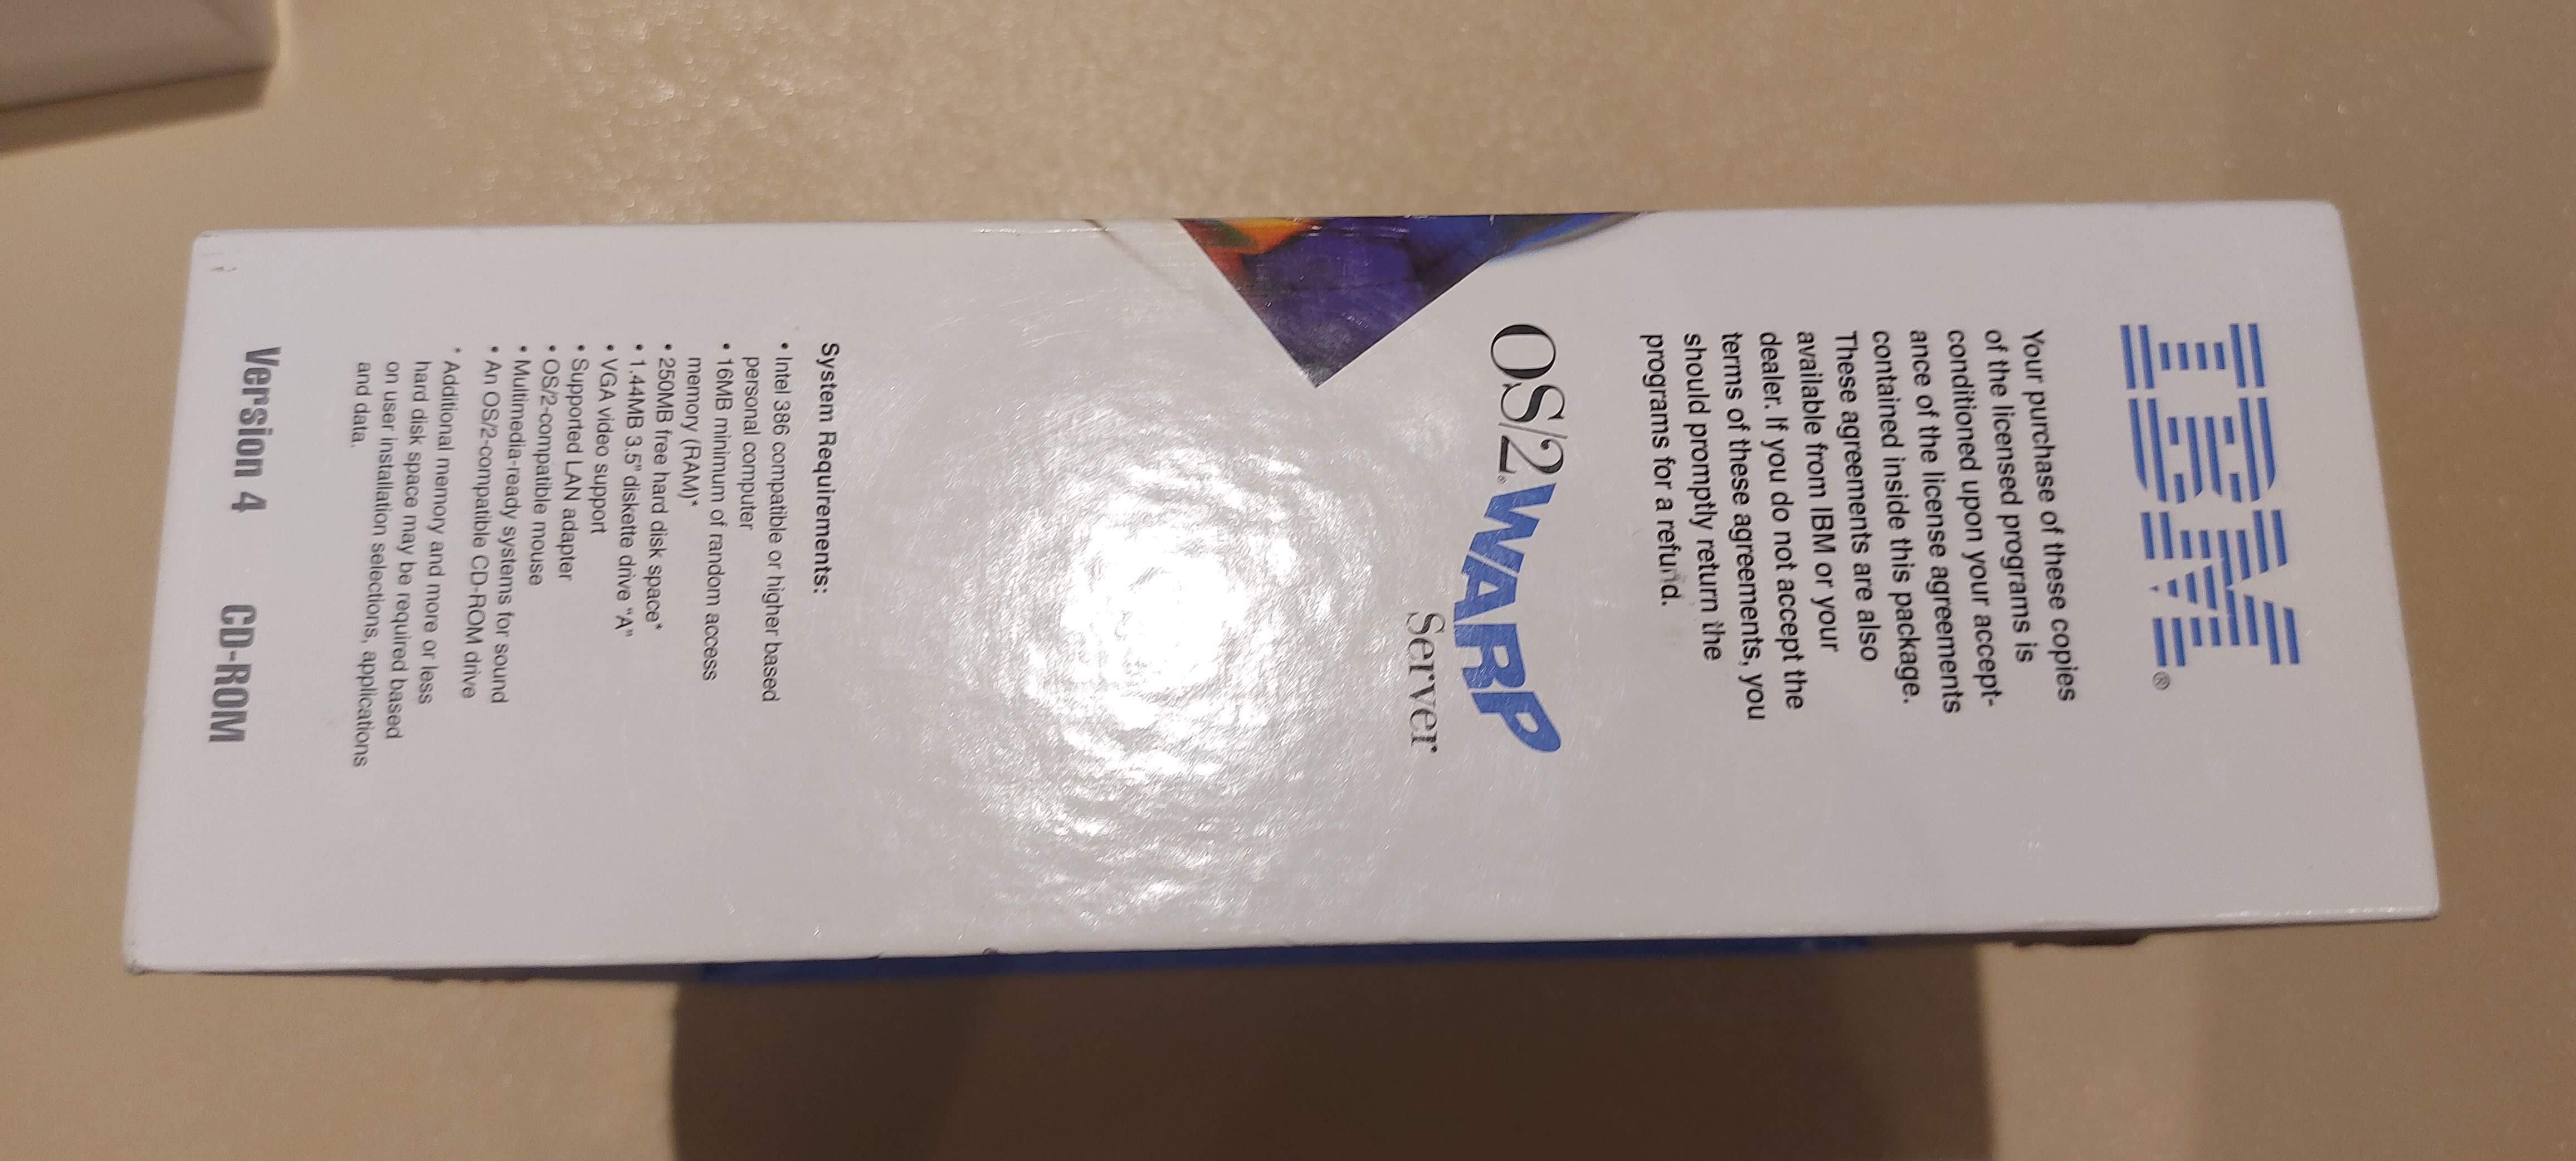 IBM®
Your purchase of these copies
of the licensed programs is
conditioned upon your accept-
ance of the license agreements
contained inside this package.
These agreements are also
available from IBM or your
dealer. If you do not accept the
terms of these agreements, you
should promptly return the
programs for a refund.
OS/2® WARP
Server
System Requirements:
• Intel 386 compatible or higher based
personal computer
• 16MB minimum of random access
memory (RAM)*
• 250MB free hard disk space*
• 1.44MB 3.5" diskette drive "A"
• VGA video support
• Supported LAN adapter
• OS/2-compatible mouse
• Multimedia-ready systems for sound
• An OS/2-compatible CD-ROM drive
* Additional memory and more or less
hard disk space may be required based
on user installation selections, applications
and data.
Version 4 CD-ROM